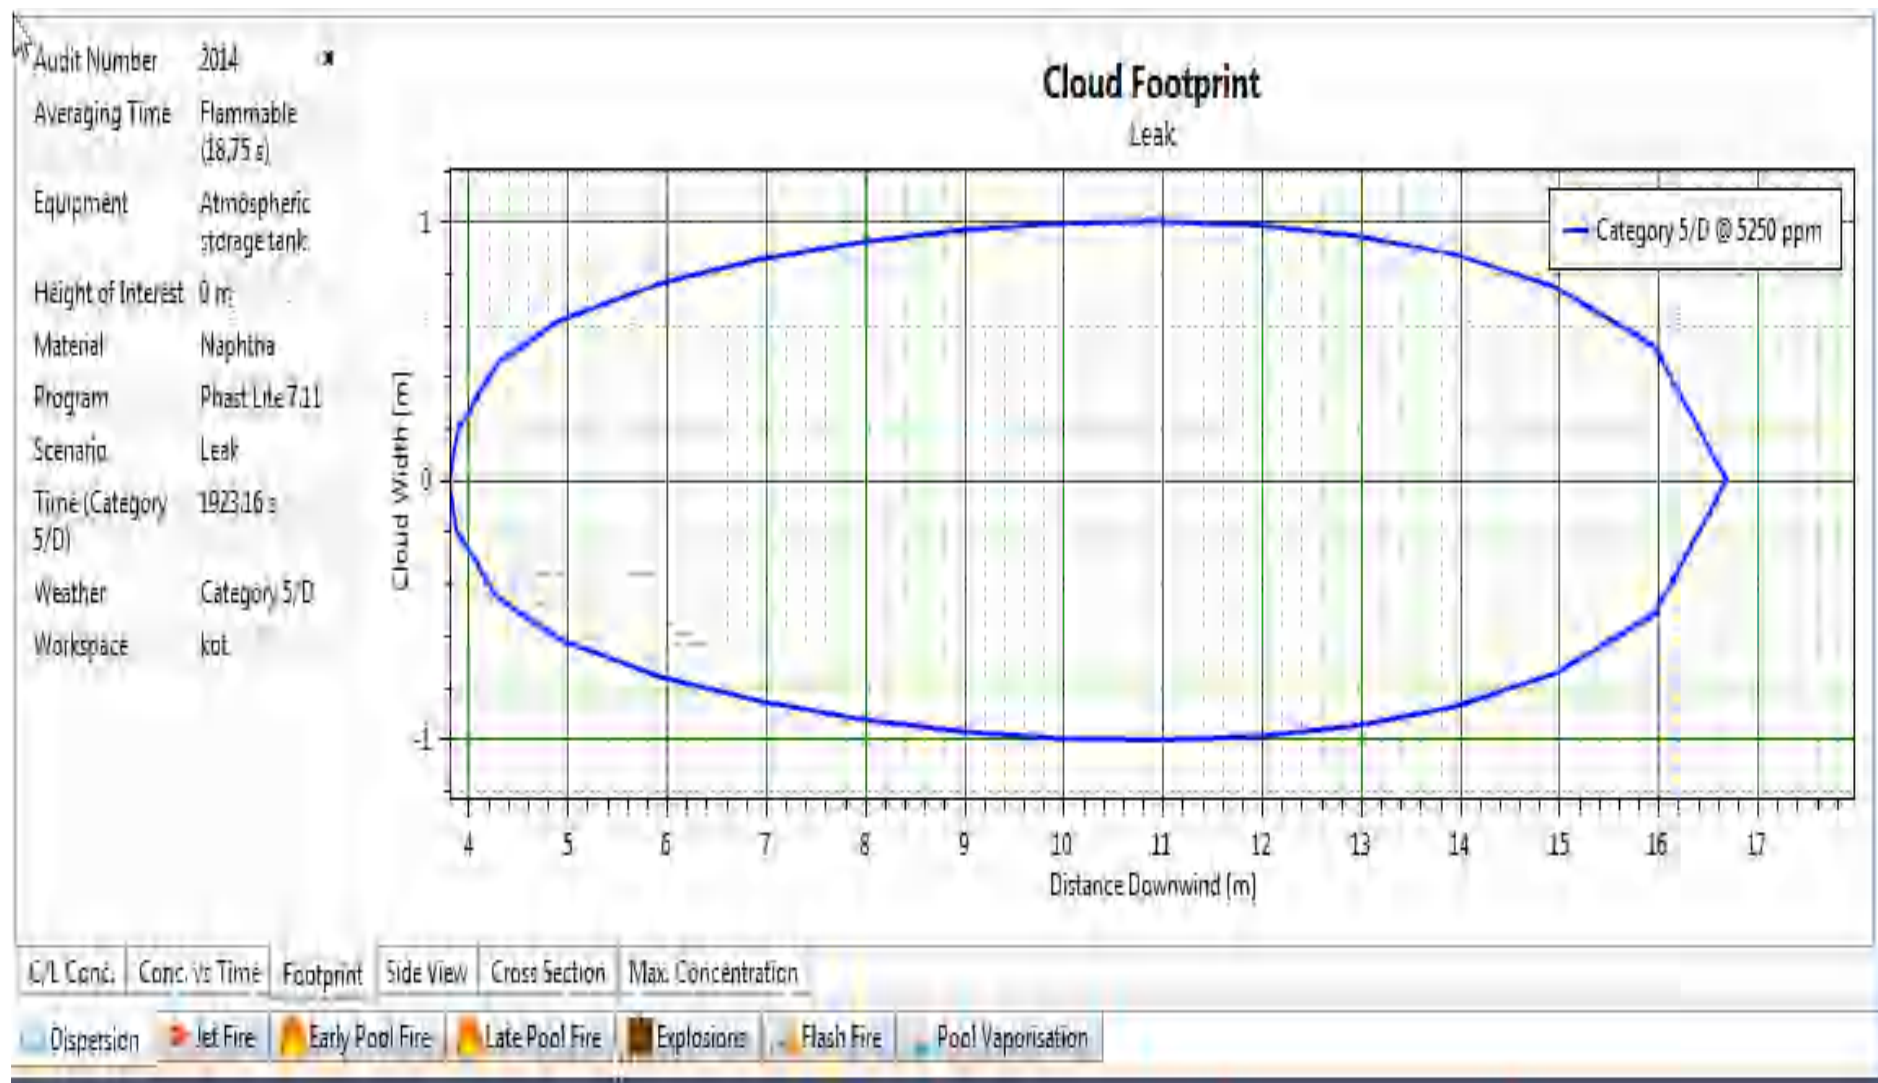 Audit Number 2014
Averaging Time Flammable
(18,75 s)
Equipment Atmospheric
storage tank
Height of Interest 0 m
Material Naphtha
Program Phast Lite 7.11
Scenario Leak
Time (Category 1923.16 s
5/D)
Weather Category 5/D
Workspace kot
Cloud Footprint
Leak
Category 5/D @ 5250 ppm
Cloud Width [m]
1
0
-1
4 5 6 7 8 9 10 11 12 13 14 15 16 17
Distance Downwind [m]
C/L Conc. Conc. Vs Time Footprint Side View Cross Section Max. Concentration
Dispersion Jet Fire Early Pool Fire Late Pool Fire Explosions Flash Fire Pool Vaporisation